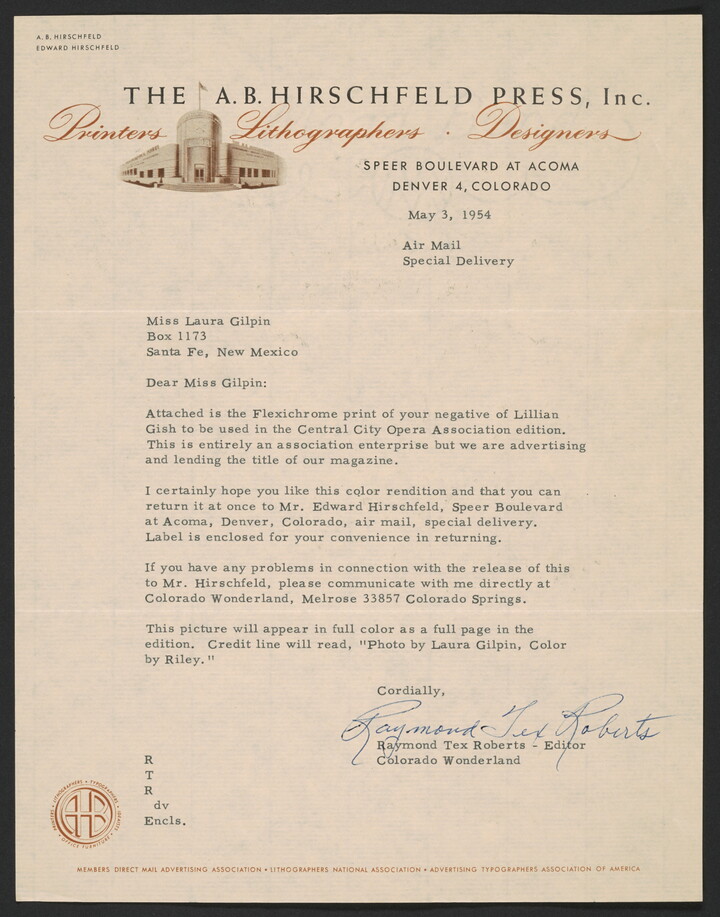 A. B. HIRSCHFELD
EDWARD HIRSCHFELD
THE A.B. HIRSCHFELD PRESS, Inc.
Printers Lithographers · Designers
SPEER BOULEVARD AT ACOMA
DENVER 4, COLORADO
May 3, 1954
Air Mail
Special Delivery
Miss Laura Gilpin
Box 1173
Santa Fe, New Mexico
Dear Miss Gilpin:
Attached is the Flexichrome print of your negative of Lillian
Gish to be used in the Central City Opera Association edition.
This is entirely an association enterprise but we are advertising
and lending the title of our magazine.
I certainly hope you like this color rendition and that you can
return it at once to Mr. Edward Hirschfeld, Speer Boulevard
at Acoma, Denver, Colorado, air mail, special delivery.
Label is enclosed for your convenience in returning.
If you have any problems in connection with the release of this
to Mr. Hirschfeld, please communicate with me directly at
Colorado Wonderland, Melrose 33857 Colorado Springs.
This picture will appear in full color as a full page in the
edition. Credit line will read, "Photo by Laura Gilpin, Color
by Riley."
Cordially,
Raymond Tex Roberts
Raymond Tex Roberts - Editor
Colorado Wonderland
R
T
R
dv
Encls.
LITHOGRAPHERS • TYPOGRAPHERS
OFFICE FURNITURE
AHB
MEMBERS DIRECT MAIL ADVERTISING ASSOCIATION • LITHOGRAPHERS NATIONAL ASSOCIATION • ADVERTISING TYPOGRAPHERS ASSOCIATION OF AMERICA